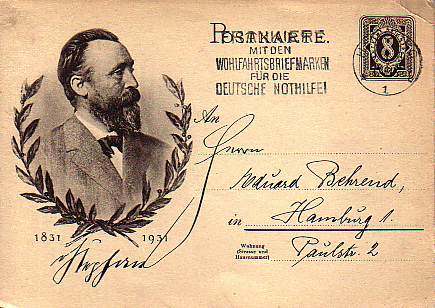 POSTKARTE.
MIT DEN
WOHLFAHRTSBRIEFMARKEN
FÜR DIE
DEUTSCHE NOTHILFE!
8
1
An
Herrn
Eduard Behrend,
in Hamburg 1.
Wohnung
(Strasse und
Hausnummer)
Paulstr. 2
1831 1931
Stephan